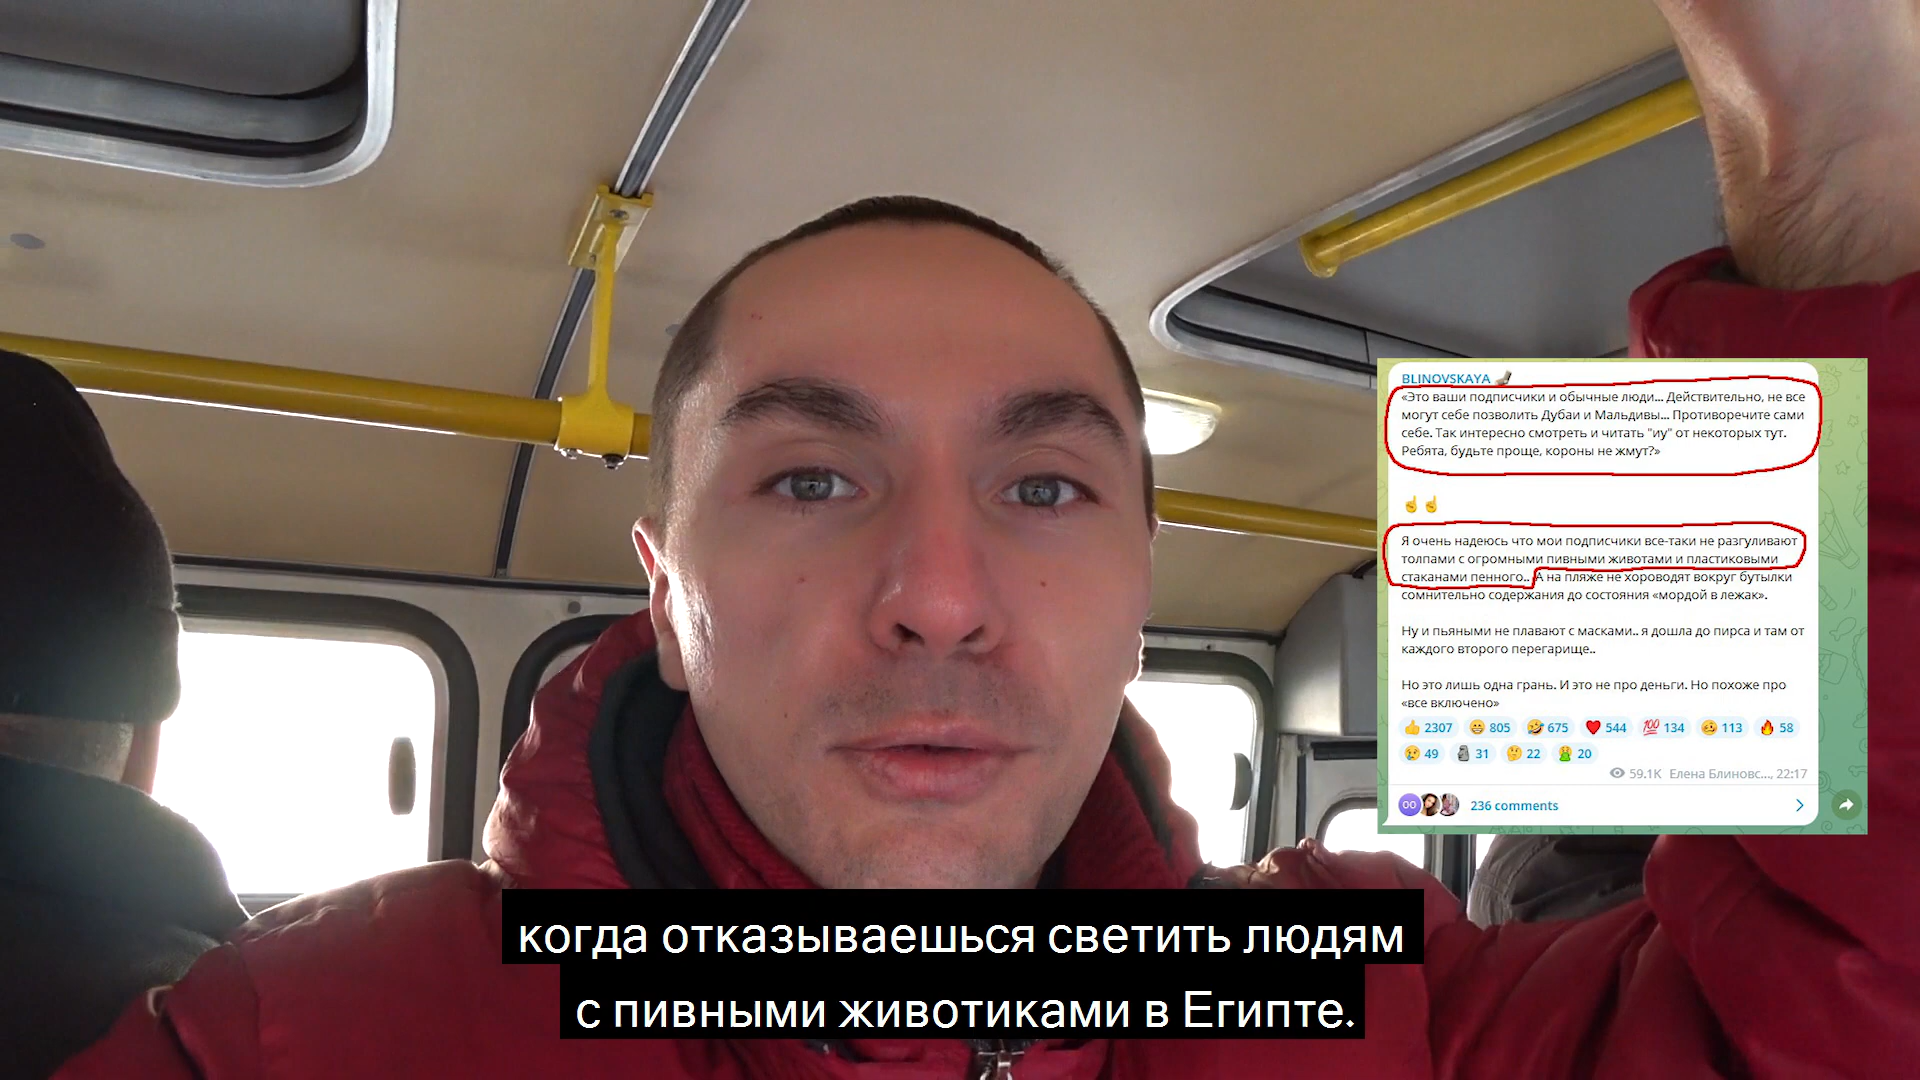 BLINOVSKAYA
«Это ваши подписчики и обычные люди... Действительно, не все
могут себе позволить Дубаи и Мальдивы... Противоречите сами
себе. Так интересно смотреть и читать "иу" от некоторых тут.
Ребята, будьте проще, короны не жмут?»
☝☝
Я очень надеюсь что мои подписчики все-таки не разгуливают
толпами с огромными пивными животами и пластиковыми
стаканами пенного.. А на пляже не хороводят вокруг бутылки
сомнительно содержания до состояния «мордой в лежак».
Ну и пьяными не плавают с масками.. я дошла до пирса и там от
каждого второго перегарище..
Но это лишь одна грань. И это не про деньги. Но похоже про
«все включено»
👍 2307 😁 805 🤣 675 ❤ 544 💯 134 🥴 113 🔥 58
😢 49 🗿 31 🤔 22 🤮 20
59.1K Елена Блиновс..., 22:17
OO 236 comments
когда отказываешься светить людям
с пивными животиками в Египте.